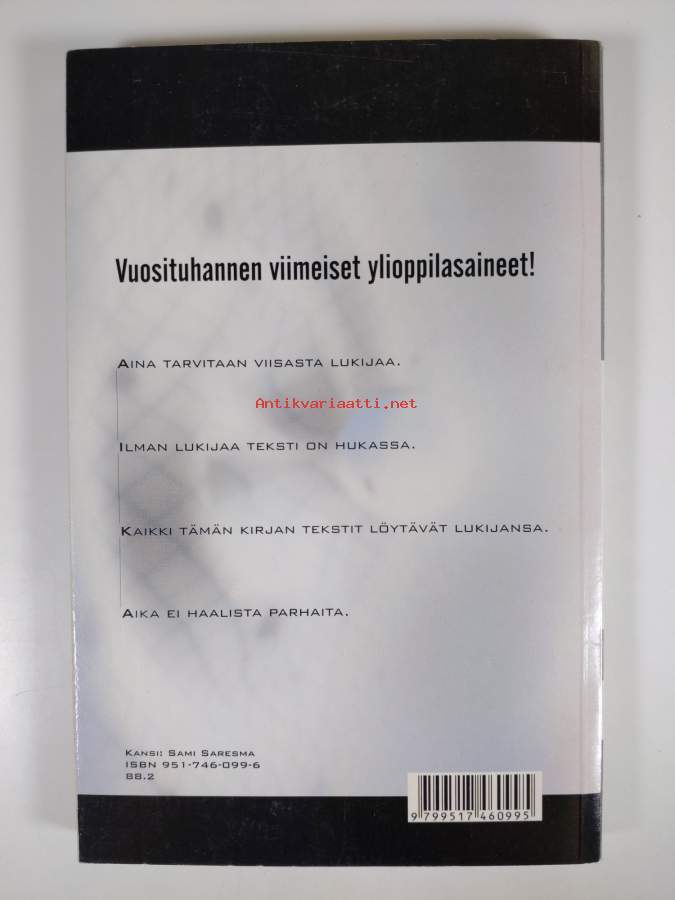 Vuosituhannen viimeiset ylioppilasaineet!
AINA TARVITAAN VIISASTA LUKIJAA.
Antikvariaatti.net
ILMAN LUKIJAA TEKSTI ON HUKASSA.
KAIKKI TÄMÄN KIRJAN TEKSTIT LÖYTÄVÄT LUKIJANSA.
AIKA EI HAALISTA PARHAITA.
KANSI: SAMI SARESMA
ISBN 951-746-099-6
88.2
9 799517 460995